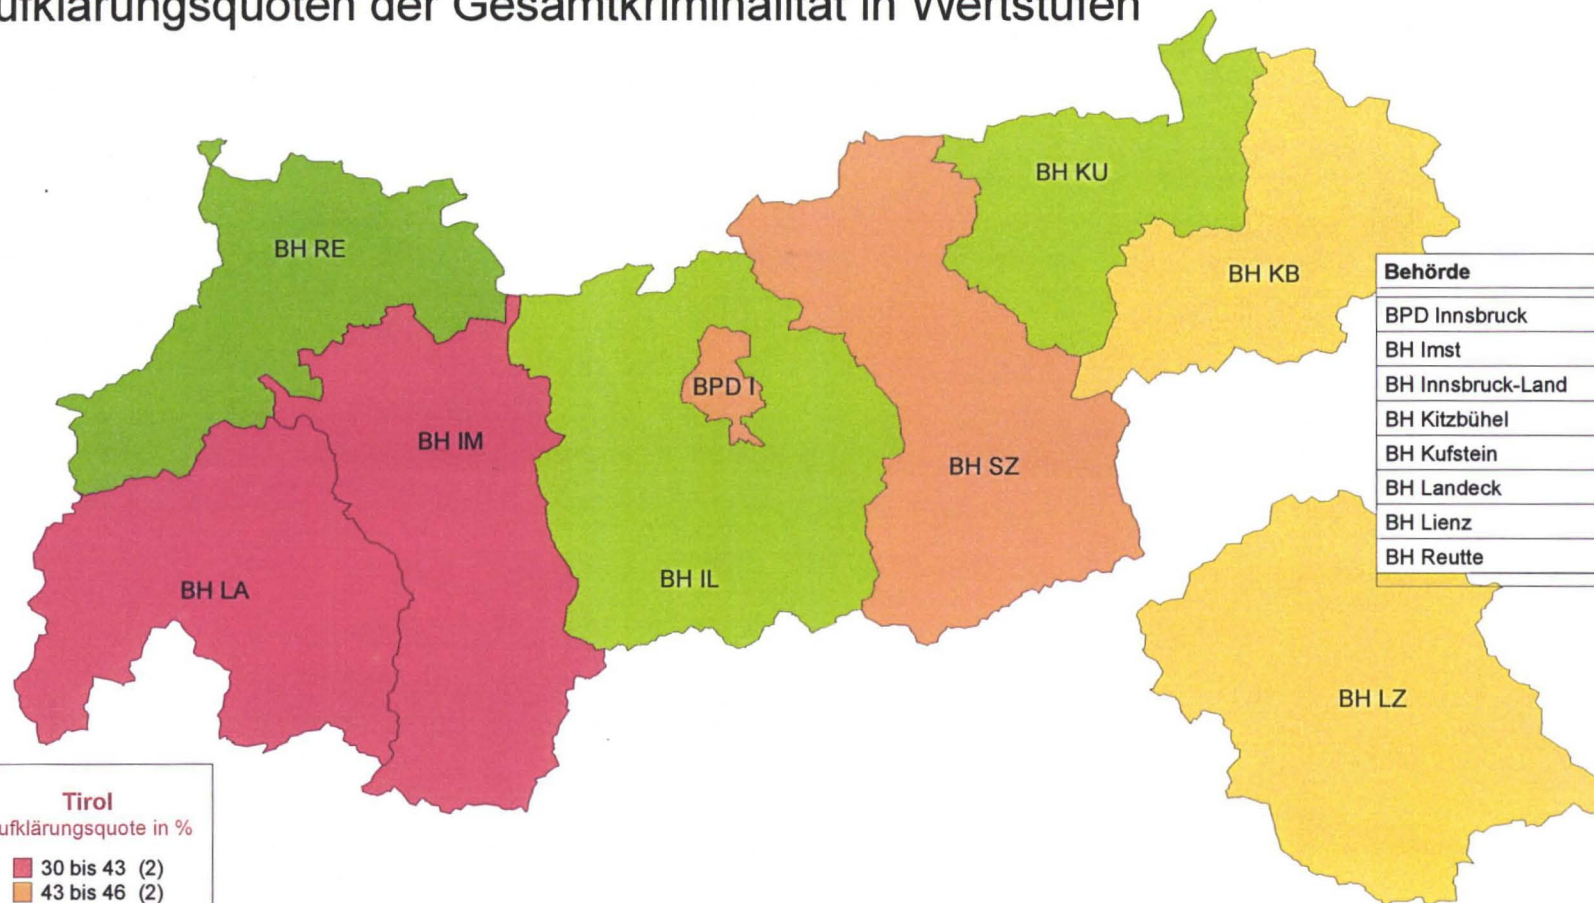 ufklärungsquoten der Gesamtkriminalität in Wertstufen
BH RE
BH KU
BH KB
BPD I
BH IM
BH SZ
BH LA
BH IL
BH LZ
Behörde
BPD Innsbruck
BH Imst
BH Innsbruck-Land
BH Kitzbühel
BH Kufstein
BH Landeck
BH Lienz
BH Reutte
Tirol
ufklärungsquote in %
30 bis 43 (2)
43 bis 46 (2)